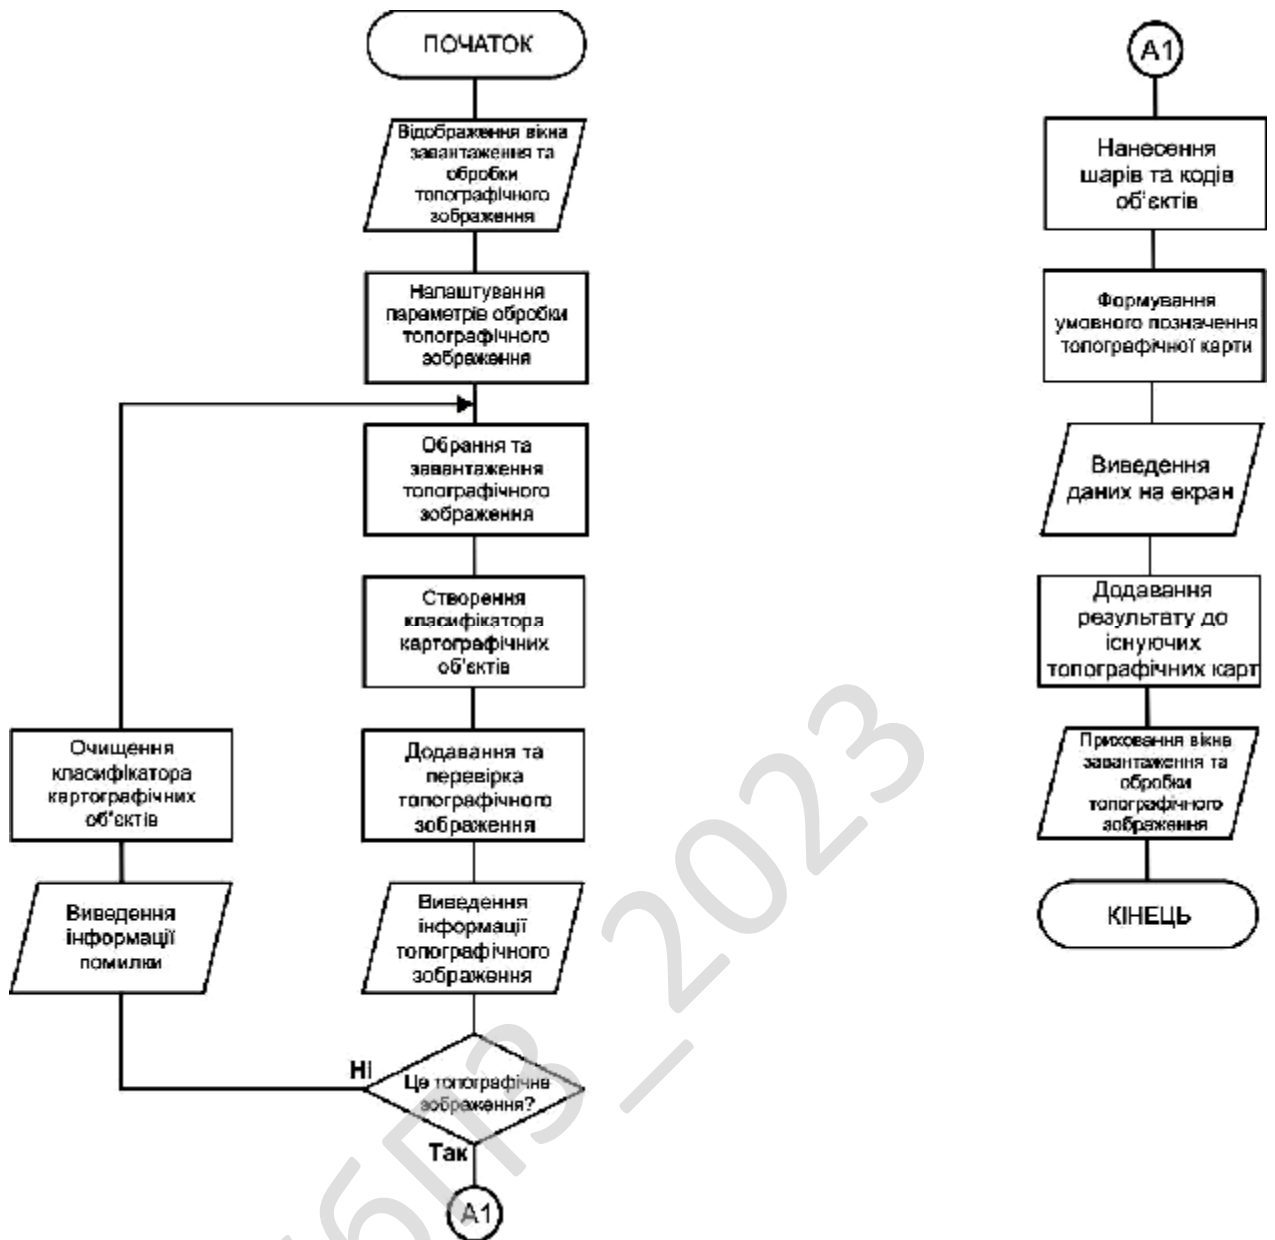 ПОЧАТОК
Відображення вікна
завантаження та
обробки
топографічного
зображення
Налаштування
параметрів обробки
топографічного
зображення
Обрання та
завантаження
топографічного
зображення
Створення
класифікатора
картографічних
об'єктів
Додавання та
перевірка
топографічного
зображення
Виведення
інформації
топографічного
зображення
Це топографічне
зображення?
Ні
Очищення
класифікатора
картографічних
об'єктів
Виведення
інформації
помилки
Так
А1
А1
Нанесення
шарів та кодів
об'єктів
Формування
умовного позначення
топографічної карти
Виведення
даних на екран
Додавання
результату до
існуючих
топографічних карт
Приховання вікна
завантаження та
обробки
топографічного
зображення
КІНЕЦЬ